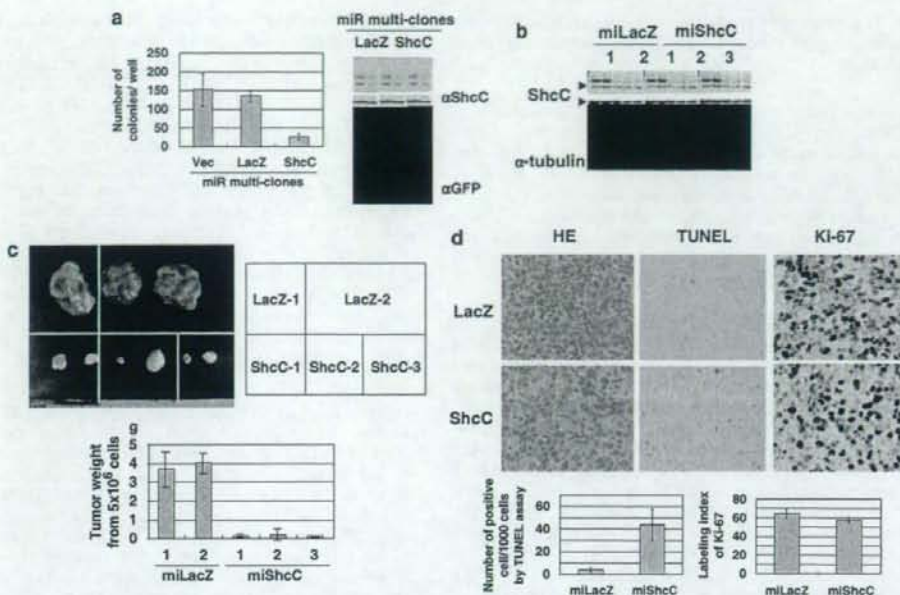 a
miR multi-clones
LacZ ShcC
Number of colonies/ well
250
200
150
100
50
0
Vec LacZ ShcC
miR multi-clones
αShcC
αGFP
b
miLacZ miShcC
1 2 1 2 3
ShcC
α-tubulin
c
LacZ-1 LacZ-2
ShcC-1 ShcC-2 ShcC-3
g
Tumor weight from 5x10⁶ cells
5
4
3
2
1
0
1 2 1 2 3
miLacZ miShcC
d
HE TUNEL Ki-67
LacZ
ShcC
Number of positive cell/1000 cells by TUNEL assay
60
40
20
0
miLacZ miShcC
Labeling index of Ki-67
80
60
40
20
0
miLacZ miShcC